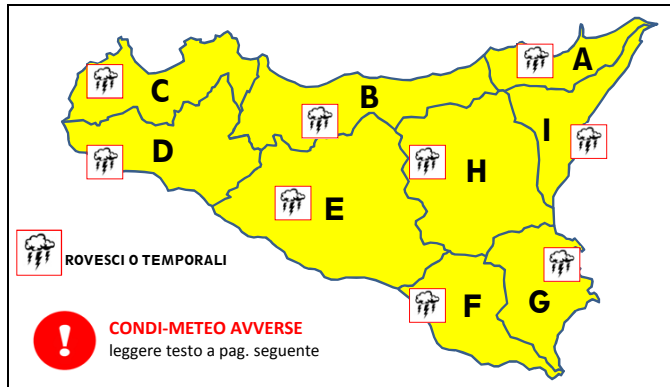 A
C
B
I
D
H
E
ROVESCI O TEMPORALI
F
G
!
CONDI-METEO AVVERSE
leggere testo a pag. seguente